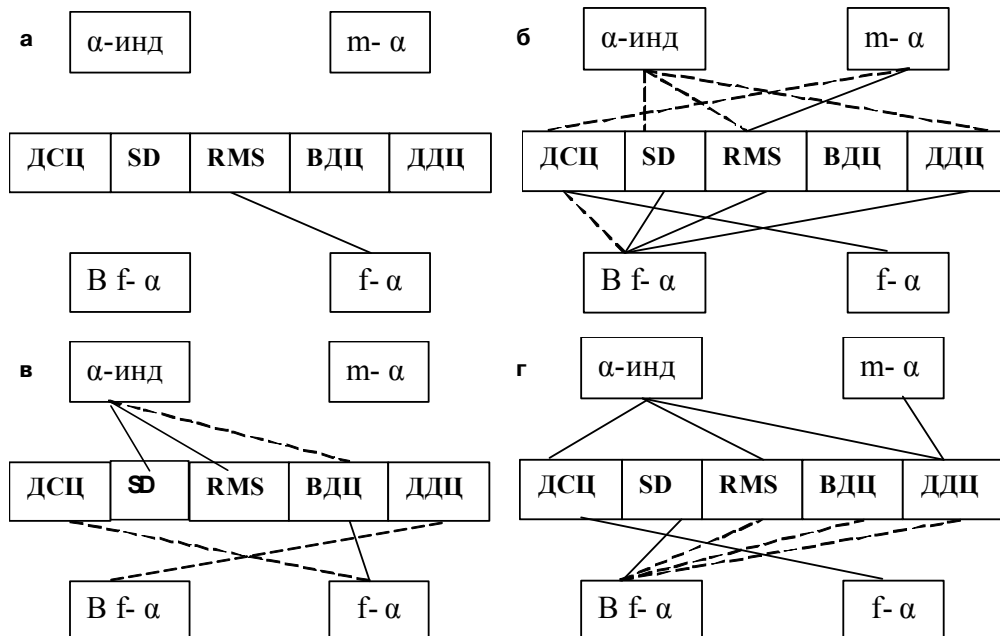 а
α-инд
m- α
ДСЦ SD RMS ВДЦ ДДЦ
В f- α
f- α
б
α-инд
m- α
ДСЦ SD RMS ВДЦ ДДЦ
В f- α
f- α
в
α-инд
m- α
ДСЦ SD RMS ВДЦ ДДЦ
В f- α
f- α
г
α-инд
m- α
ДСЦ SD RMS ВДЦ ДДЦ
В f- α
f- α